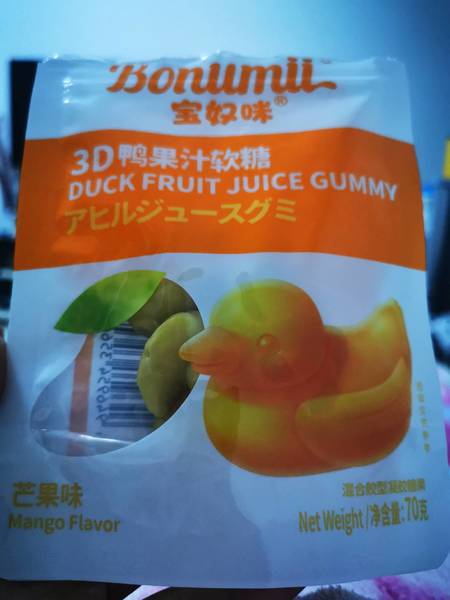 Bonumii
宝奴咪®
3D鸭果汁软糖
DUCK FRUIT JUICE GUMMY
アヒルジュースグミ
芒果味
Mango Flavor
混合胶型凝胶糖果
Net Weight/净含量:70克